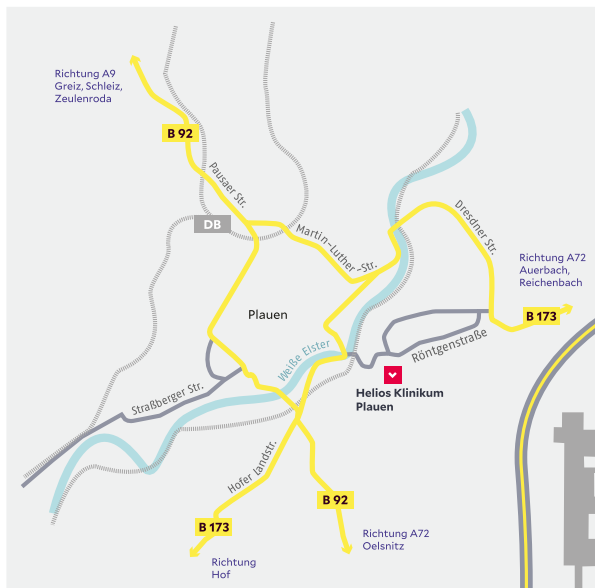 Richtung A9
Greiz, Schleiz,
Zeulenroda
B 92
Pausaer Str.
DB
Martin-Luther-Str.
Dresdner Str.
Richtung A72
Auerbach,
Reichenbach
B 173
Plauen
Weiße Elster
Röntgenstraße
Helios Klinikum
Plauen
Straßberger Str.
Hofer Landstr.
B 92
B 173
Richtung A72
Oelsnitz
Richtung
Hof